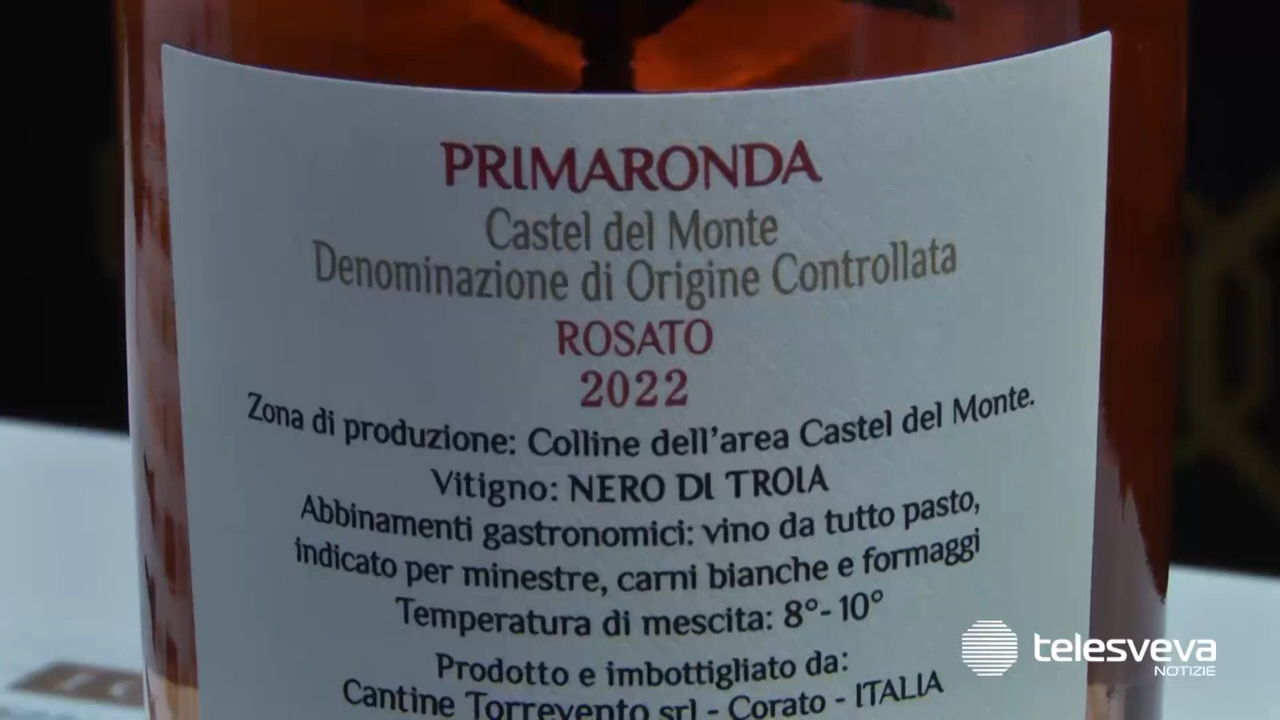 PRIMARONDA
Castel del Monte
Denominazione di Origine Controllata
ROSATO
2022
Zona di produzione: Colline dell'area Castel del Monte.
Vitigno: NERO DI TROIA
Abbinamenti gastronomici: vino da tutto pasto,
indicato per minestre, carni bianche e formaggi
Temperatura di mescita: 8°-10°
Prodotto e imbottigliato da:
Cantine Torrevento srl - Corato - ITALIA
telesveva
NOTIZIE